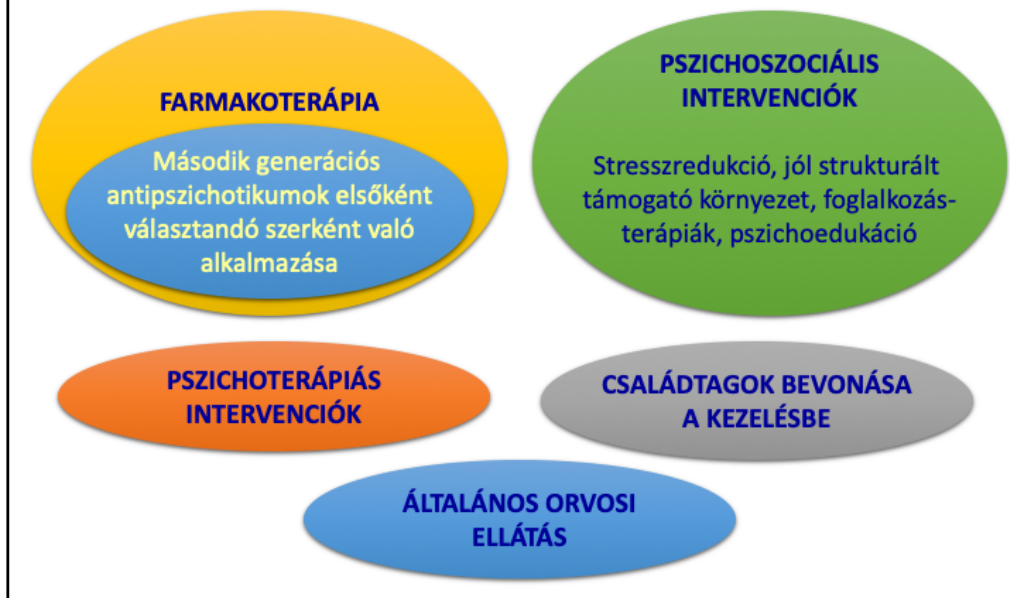 FARMAKOTERÁPIA
Második generációs
antipszichotikumok elsőként
választandó szerként való
alkalmazása
PSZICHOSZOCIÁLIS
INTERVENCIÓK
Stresszredukció, jól strukturált
támogató környezet, foglalkozás-
terápiák, pszichoedukáció
PSZICHOTERÁPIÁS
INTERVENCIÓK
CSALÁDTAGOK BEVONÁSA
A KEZELÉSBE
ÁLTALÁNOS ORVOSI
ELLÁTÁS